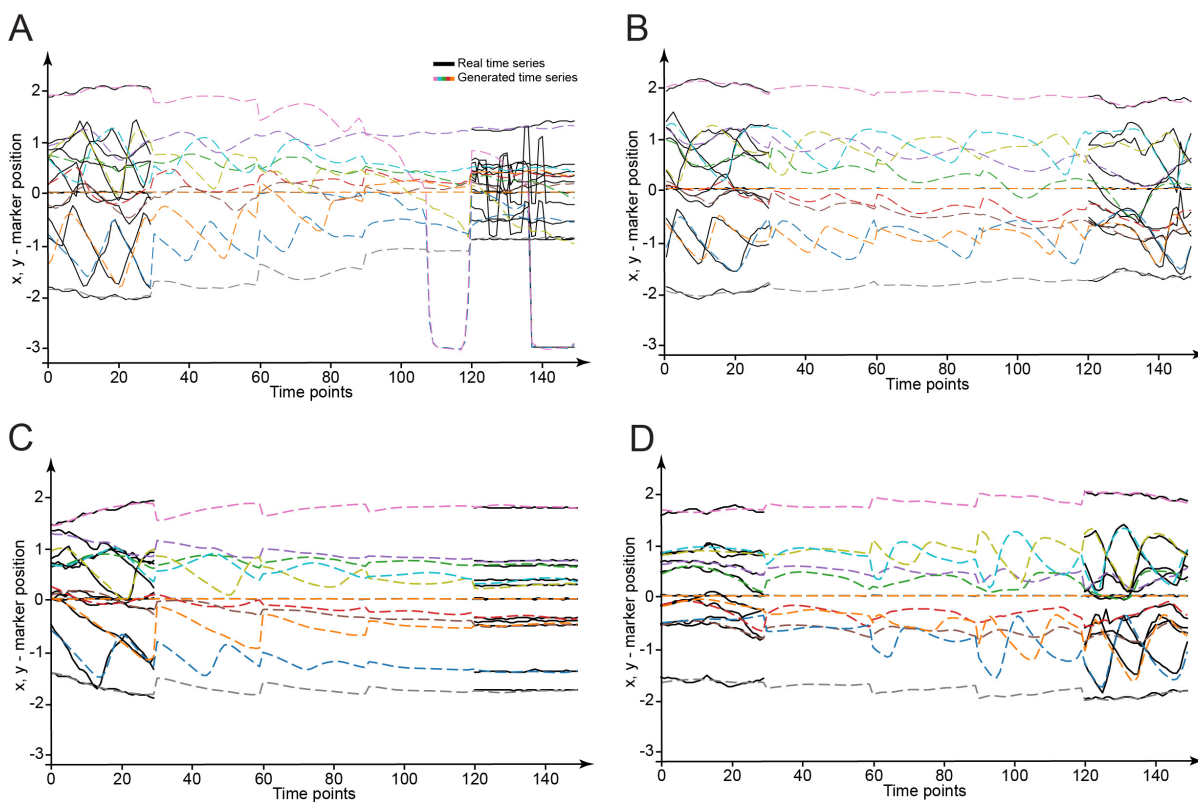 A
Real time series
Generated time series
x, y - marker position
2
1
0
-1
-2
-3
0 20 40 60 80 100 120 140
Time points
B
x, y - marker position
2
1
0
-1
-2
-3
0 20 40 60 80 100 120 140
Time points
C
x, y - marker position
2
1
0
-1
-2
-3
0 20 40 60 80 100 120 140
Time points
D
x, y - marker position
2
1
0
-1
-2
-3
0 20 40 60 80 100 120 140
Time points